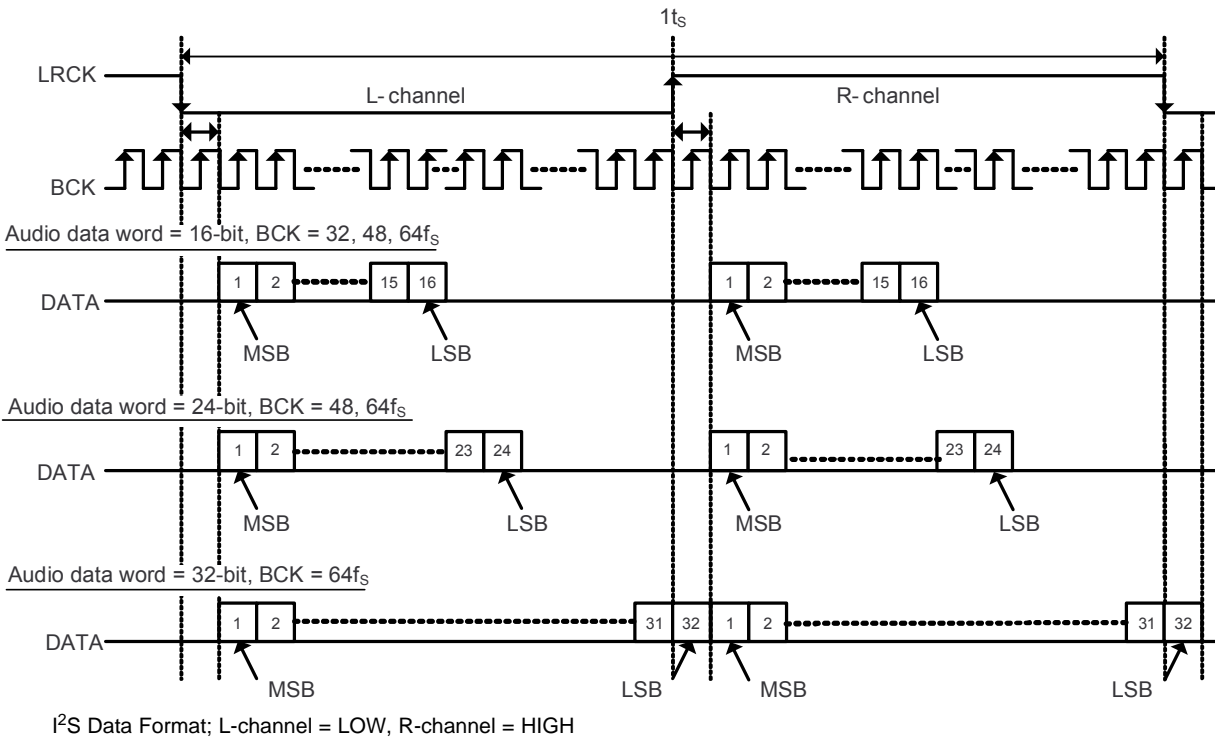 1tS
LRCK
L- channel
R- channel
BCK
Audio data word = 16-bit, BCK = 32, 48, 64fS
1 2 15 16 1 2 15 16
DATA
MSB LSB MSB LSB
Audio data word = 24-bit, BCK = 48, 64fS
1 2 23 24 1 2 23 24
DATA
MSB LSB MSB LSB
Audio data word = 32-bit, BCK = 64fS
1 2 31 32 1 2 31 32
DATA
MSB LSB MSB LSB
I2S Data Format; L-channel = LOW, R-channel = HIGH